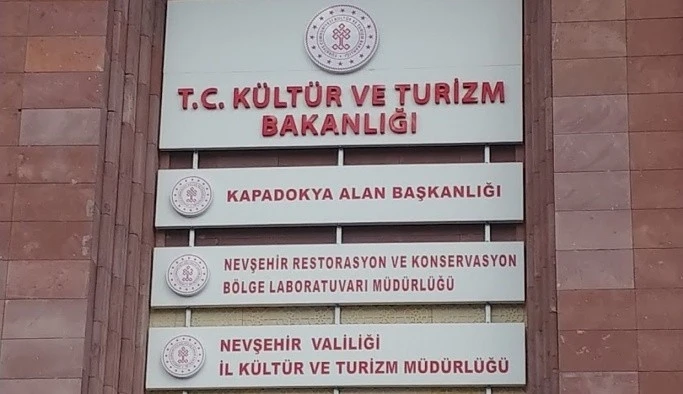 T.C. KÜLTÜR VE TURİZM
BAKANLIĞI
KAPADOKYA ALAN BAŞKANLIĞI
NEVŞEHİR RESTORASYON VE KONSERVASYON
BÖLGE LABORATUVARI MÜDÜRLÜĞÜ
NEVŞEHİR VALİLİĞİ
İL KÜLTÜR VE TURİZM MÜDÜRLÜĞÜ